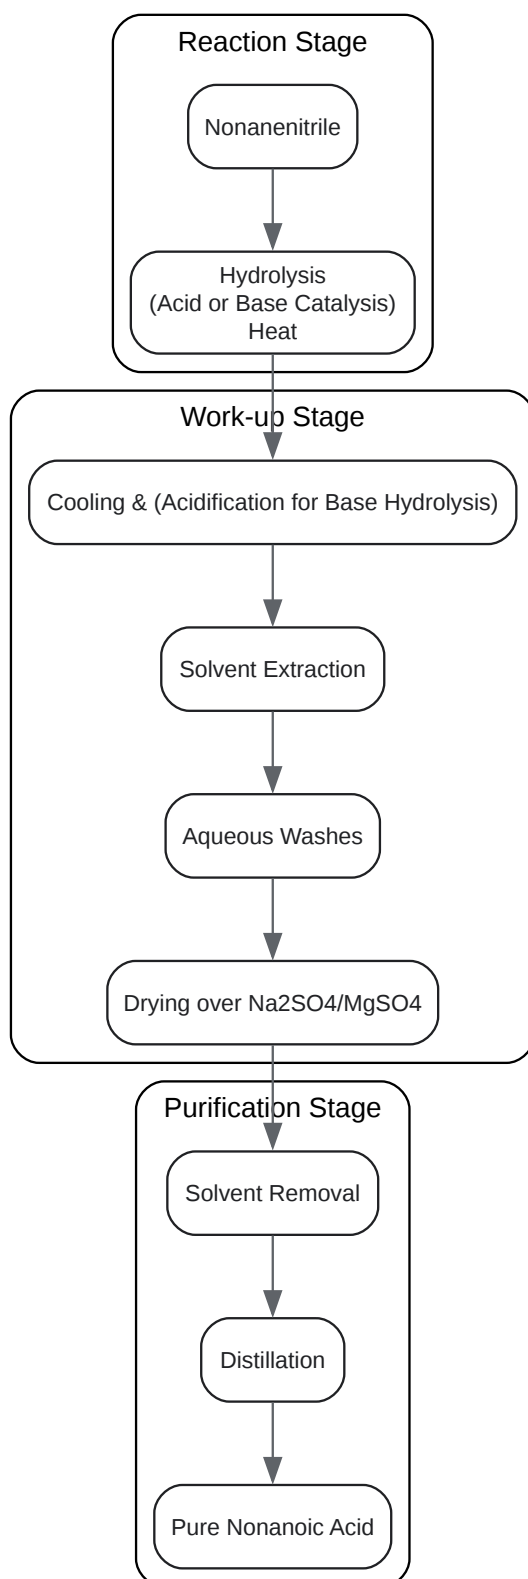 Reaction Stage
Nonanenitrile
Hydrolysis
(Acid or Base Catalysis)
Heat
Work-up Stage
Cooling & (Acidification for Base Hydrolysis)
Solvent Extraction
Aqueous Washes
Drying over Na2SO4/MgSO4
Purification Stage
Solvent Removal
Distillation
Pure Nonanoic Acid